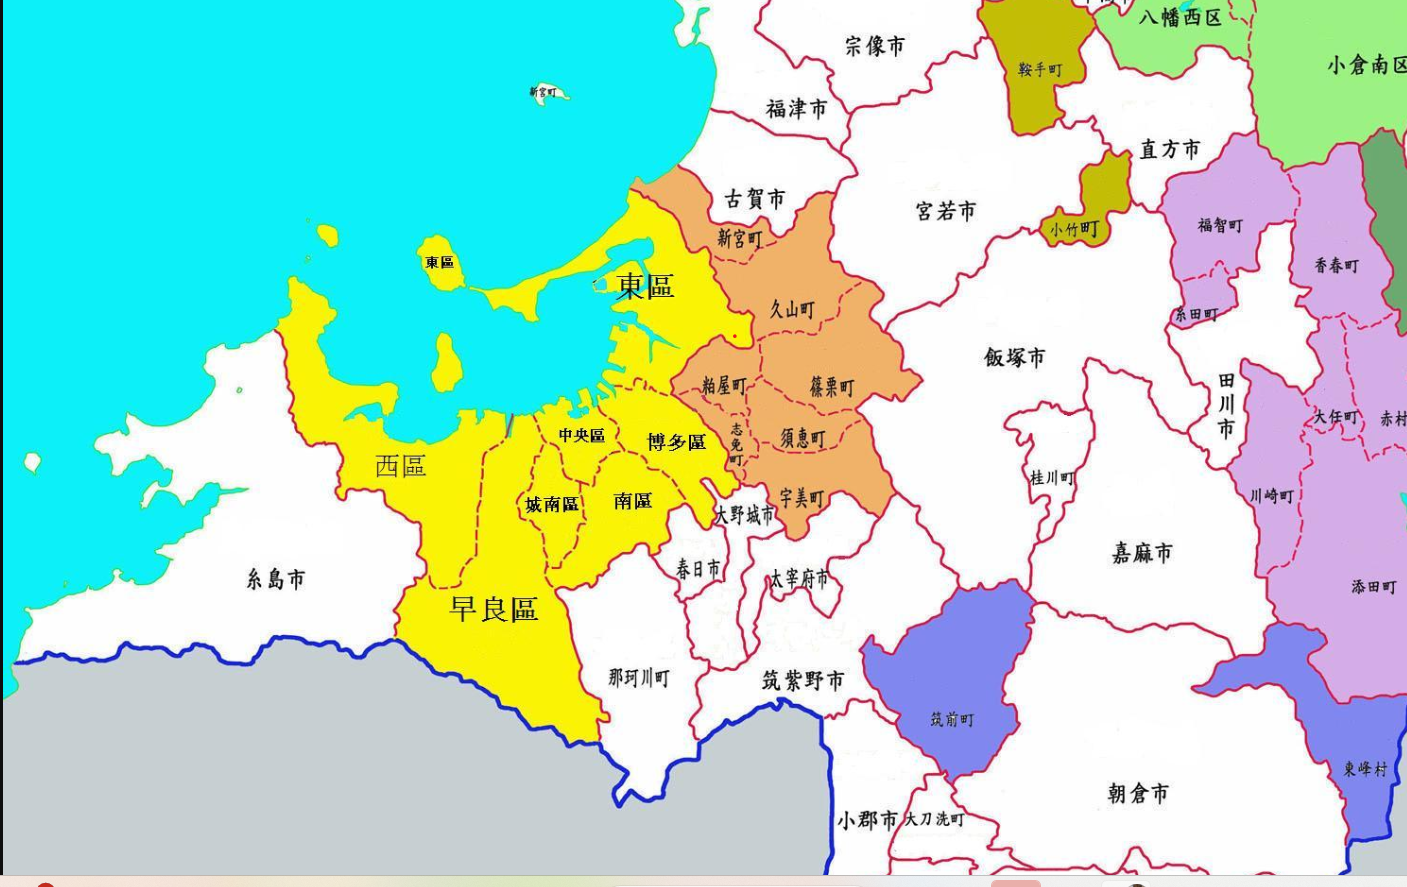 八幡西区
宗像市
小倉南区
鞍手町
新宮町
福津市
直方市
古賀市
宮若市
福智町
小竹町
新宮町
東區
香春町
東區
久山町
糸田町
飯塚市
粕屋町
篠栗町
田川市
大任町
赤村
中央區
博多區
志免町
須恵町
西區
桂川町
川崎町
城南區
南區
宇美町
大野城市
嘉麻市
春日市
太宰府市
糸島市
添田町
早良區
那珂川町
筑紫野市
筑前町
東峰村
朝倉市
小郡市
大刀洗町